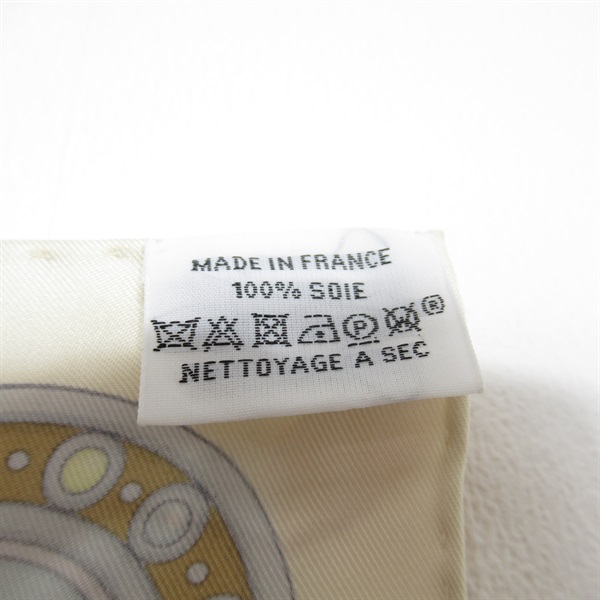 MADE IN FRANCE
100% SOIE
P W ®
NETTOYAGE A SEC